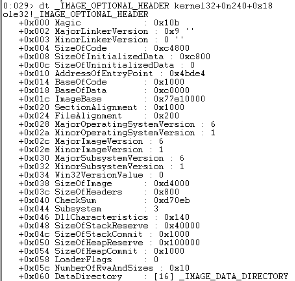 0:029> dt _IMAGE_OPTIONAL_HEADER kernel32+0n240+0x18
ole32!_IMAGE_OPTIONAL_HEADER
+0x000 Magic : 0x10b
+0x002 MajorLinkerVersion : 0x9 ''
+0x003 MinorLinkerVersion : 0 ''
+0x004 SizeOfCode : 0xc4800
+0x008 SizeOfInitializedData : 0xc800
+0x00c SizeOfUninitializedData : 0
+0x010 AddressOfEntryPoint : 0x4bde4
+0x014 BaseOfCode : 0x1000
+0x018 BaseOfData : 0xc0000
+0x01c ImageBase : 0x77e10000
+0x020 SectionAlignment : 0x1000
+0x024 FileAlignment : 0x200
+0x028 MajorOperatingSystemVersion : 6
+0x02a MinorOperatingSystemVersion : 1
+0x02c MajorImageVersion : 6
+0x02e MinorImageVersion : 1
+0x030 MajorSubsystemVersion : 6
+0x032 MinorSubsystemVersion : 1
+0x034 Win32VersionValue : 0
+0x038 SizeOfImage : 0xd4000
+0x03c SizeOfHeaders : 0x800
+0x040 CheckSum : 0xd70eb
+0x044 Subsystem : 3
+0x046 DllCharacteristics : 0x140
+0x048 SizeOfStackReserve : 0x40000
+0x04c SizeOfStackCommit : 0x1000
+0x050 SizeOfHeapReserve : 0x100000
+0x054 SizeOfHeapCommit : 0x1000
+0x058 LoaderFlags : 0
+0x05c NumberOfRvaAndSizes : 0x10
+0x060 DataDirectory : [16] _IMAGE_DATA_DIRECTORY